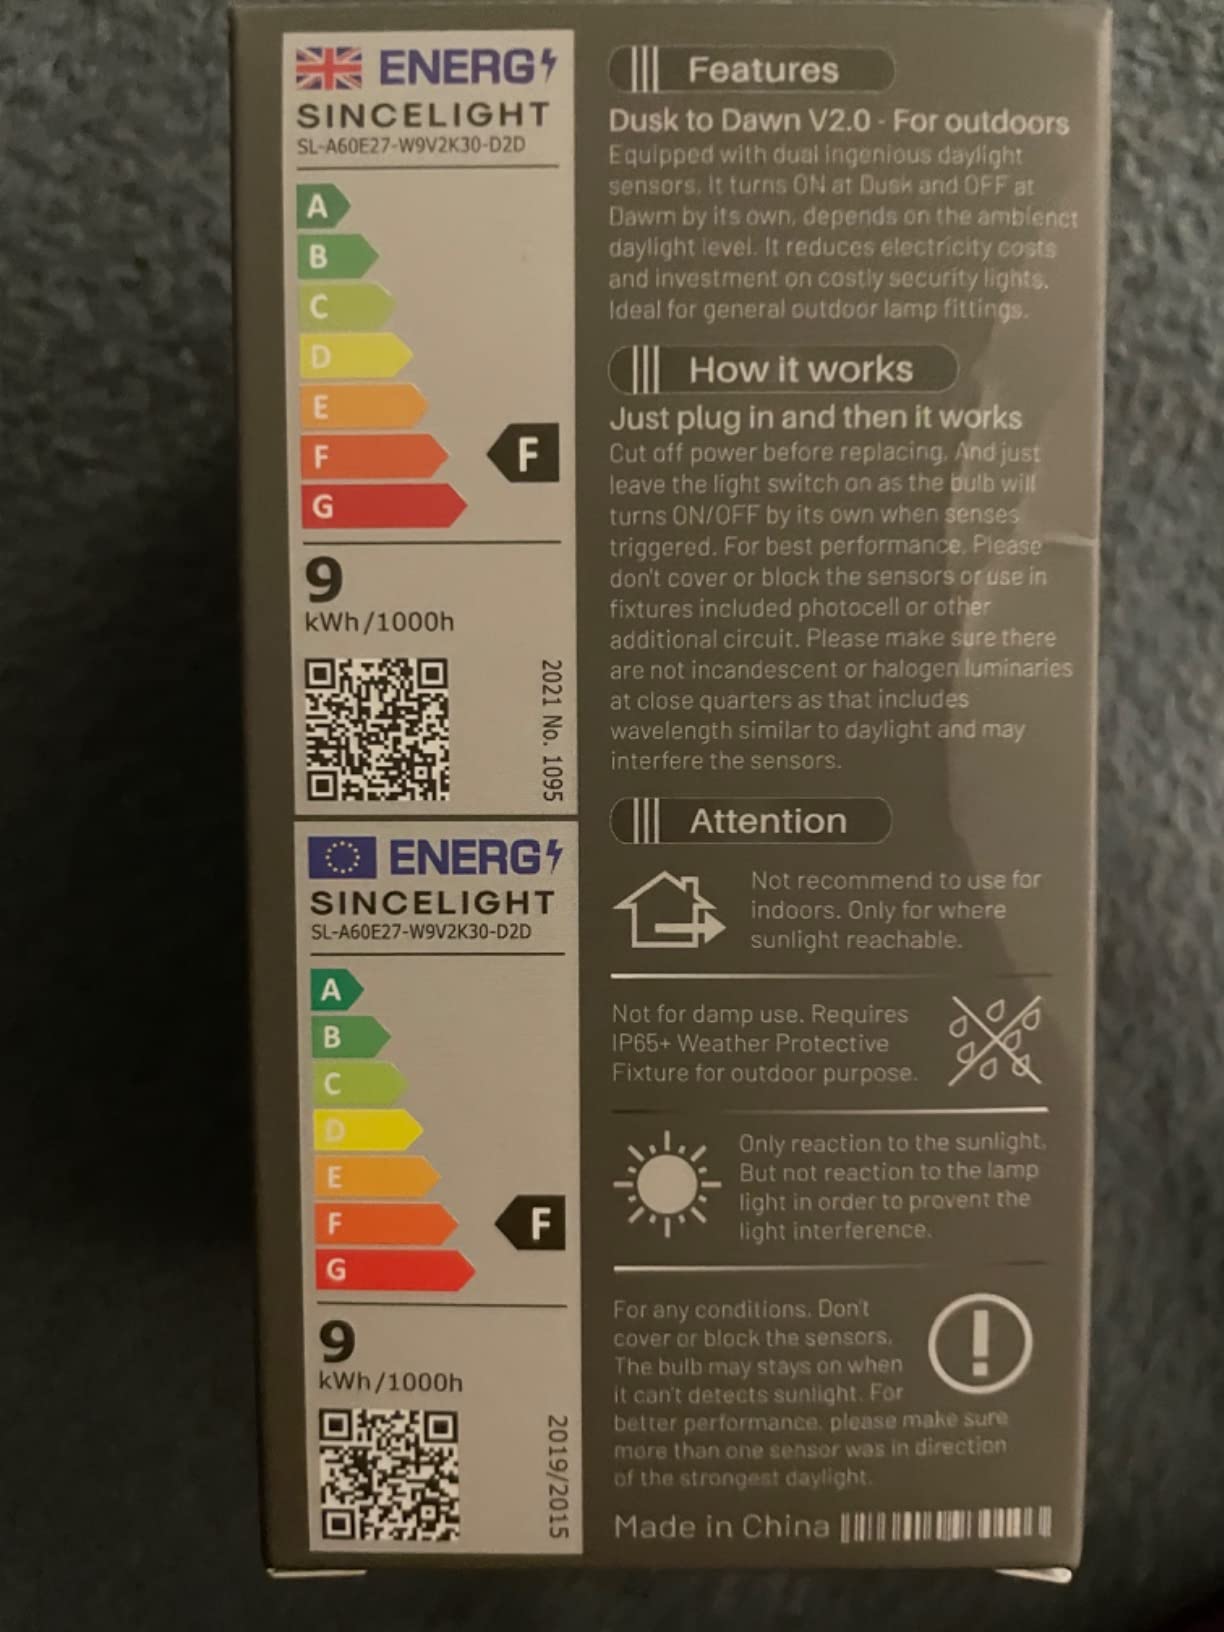 ENERG
SINCELIGHT
SL-A60E27-W9V2K30-D2D
A
B
C
D
E
F
F
G
9
kWh/1000h
2021 No. 1095
ENERG
SINCELIGHT
SL-A60E27-W9V2K30-D2D
A
B
C
D
E
F
F
G
9
kWh/1000h
2019/2015
Features
Dusk to Dawn V2.0 - For outdoors
Equipped with dual ingenious daylight
sensors. It turns ON at Dusk and OFF at
Dawm by its own, depends on the ambienct
daylight level. It reduces electricity costs
and investment on costly security lights.
Ideal for general outdoor lamp fittings.
How it works
Just plug in and then it works
Cut off power before replacing. And just
leave the light switch on as the bulb will
turns ON/OFF by its own when senses
triggered. For best performance. Please
don't cover or block the sensors or use in
fixtures included photocell or other
additional circuit. Please make sure there
are not incandescent or halogen luminaries
at close quarters as that includes
wavelength similar to daylight and may
interfere the sensors.
Attention
Not recommend to use for
indoors. Only for where
sunlight reachable.
Not for damp use. Requires
IP65+ Weather Protective
Fixture for outdoor purpose.
Only reaction to the sunlight.
But not reaction to the lamp
light in order to provent the
light interference.
For any conditions. Don't
cover or block the sensors.
The bulb may stays on when
it can't detects sunlight. For
better performance, please make sure
more than one sensor was in direction
of the strongest daylight.
Made in China